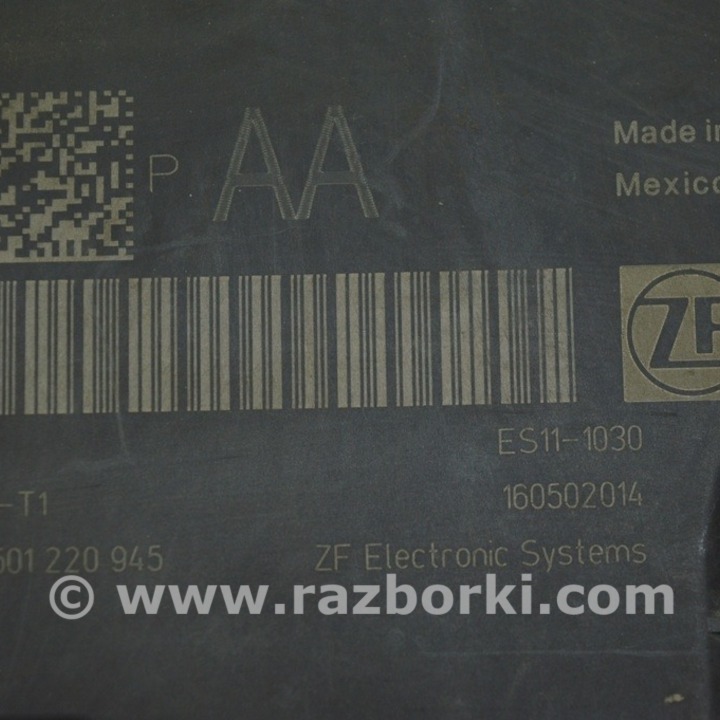 P AA
Made in
Mexico
ZF
ES11-1030
-T1
160502014
501 220 945
ZF Electronic Systems
© www.razborki.com